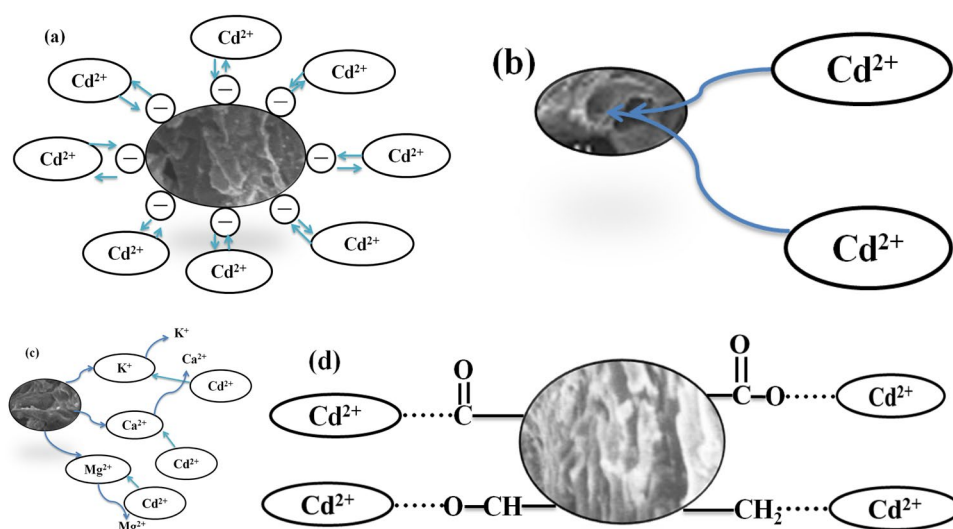 (a)
Cd²⁺
Cd²⁺
Cd²⁺
Cd²⁺
Cd²⁺
Cd²⁺
Cd²⁺
Cd²⁺
−
−
−
−
−
−
−
−
(b)
Cd²⁺
Cd²⁺
(c)
K⁺
K⁺
Ca²⁺
Cd²⁺
Ca²⁺
Cd²⁺
Mg²⁺
Cd²⁺
Mg²⁺
(d)
O
O
Cd²⁺ C
C O Cd²⁺
Cd²⁺ O CH
CH₂ Cd²⁺